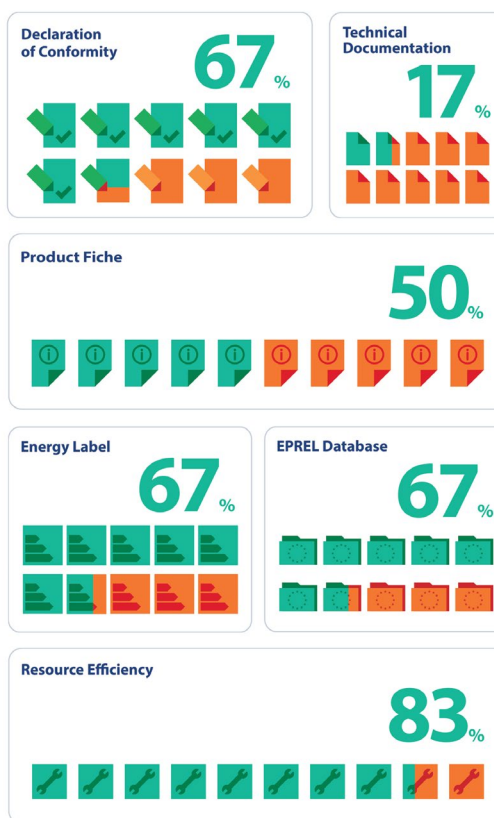 Declaration
of Conformity
67%
Technical
Documentation
17%
Product Fiche
50%
Energy Label
67%
EPREL Database
67%
Resource Efficiency
83%